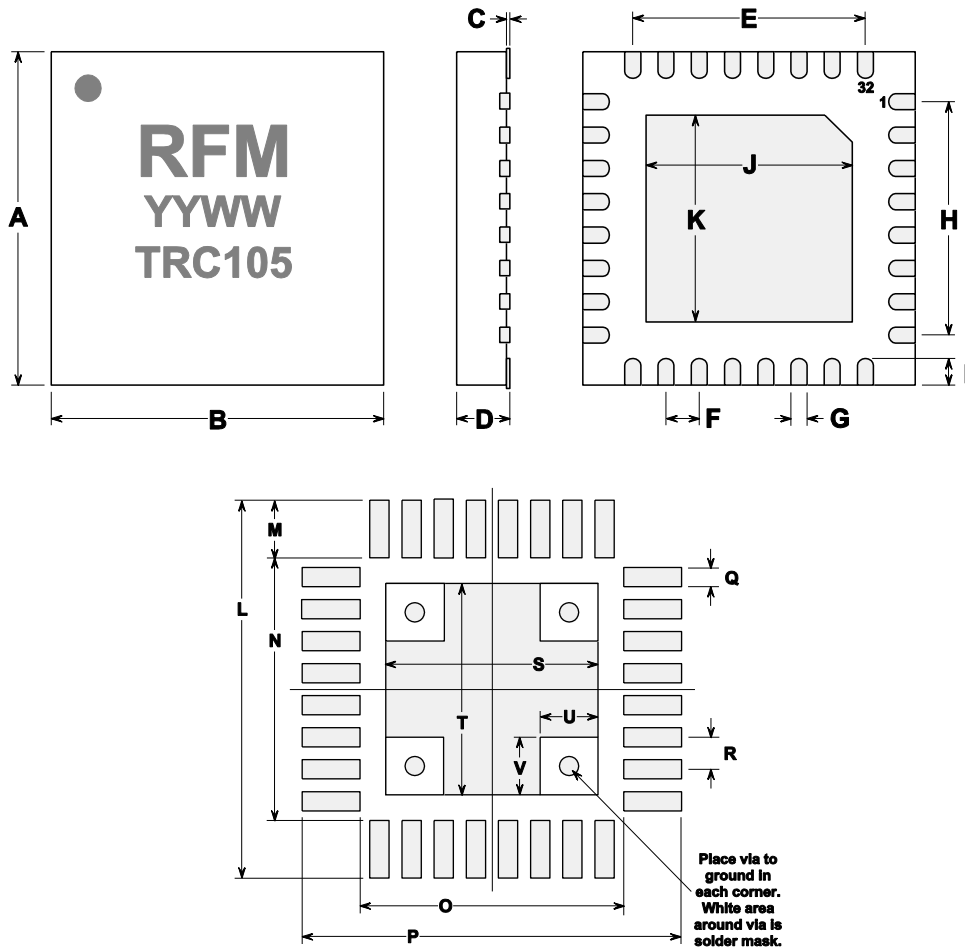 C
E
32
1
RFM
YYWW
TRC105
A
J
K
H
B
D
F
G
M
L
N
Q
S
T
U
V
R
O
P
Place via to
ground in
each corner.
White area
around via is
solder mask.